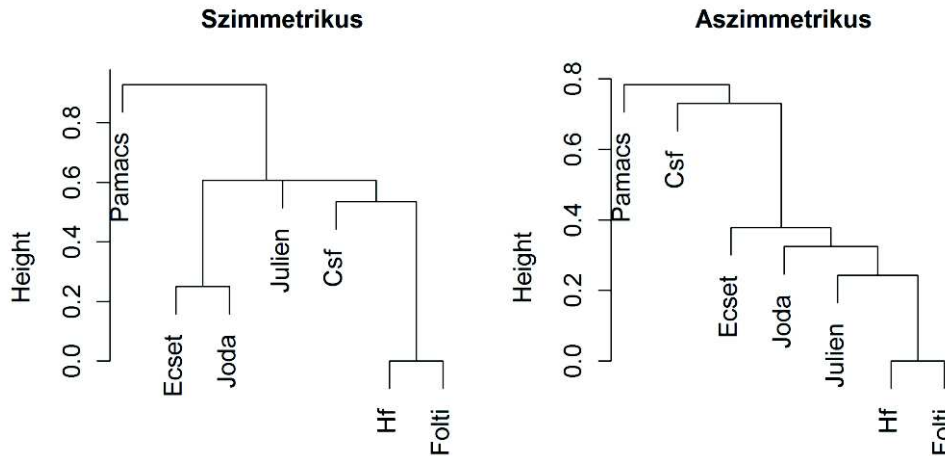 Szimmetrikus
Height
0.0 0.2 0.4 0.6 0.8
Pamacs
Ecset
Joda
Julien
Csf
Hf
Folti
Aszimmetrikus
Height
0.0 0.2 0.4 0.6 0.8
Pamacs
Csf
Ecset
Joda
Julien
Hf
Folti